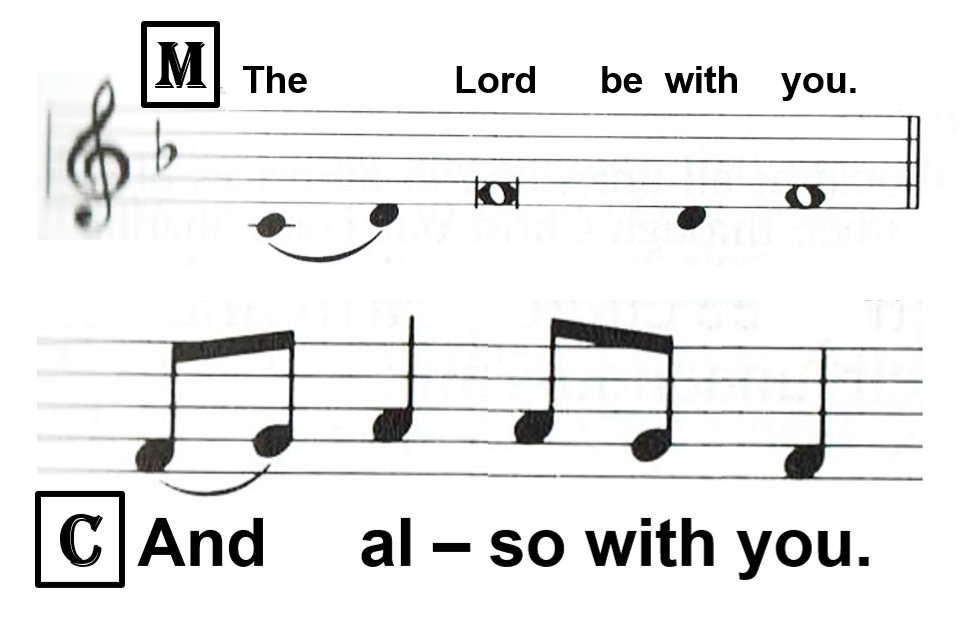 M The Lord be with you.
C And al – so with you.